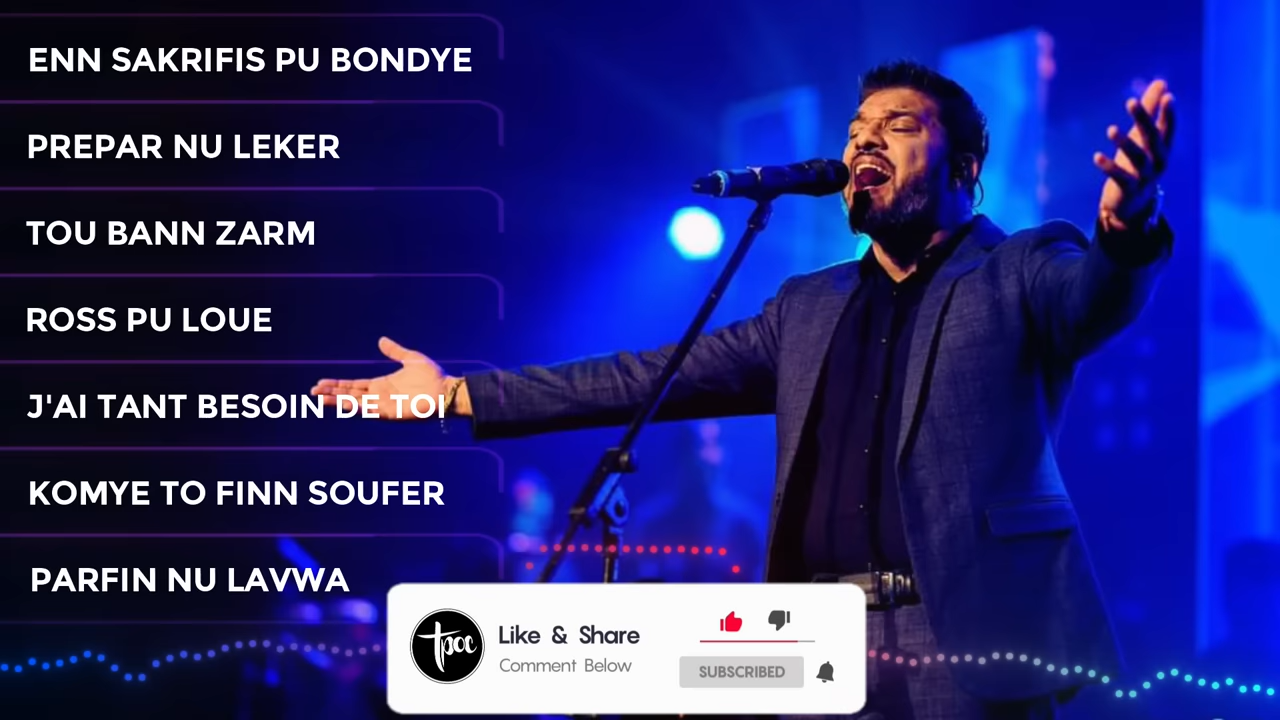 ENN SAKRIFIS PU BONDYE
PREPAR NU LEKER
TOU BANN ZARM
ROSS PU LOUE
J'AI TANT BESOIN DE TOI
KOMYE TO FINN SOUFER
PARFIN NU LAVWA
tpoc
Like & Share
Comment Below
SUBSCRIBED